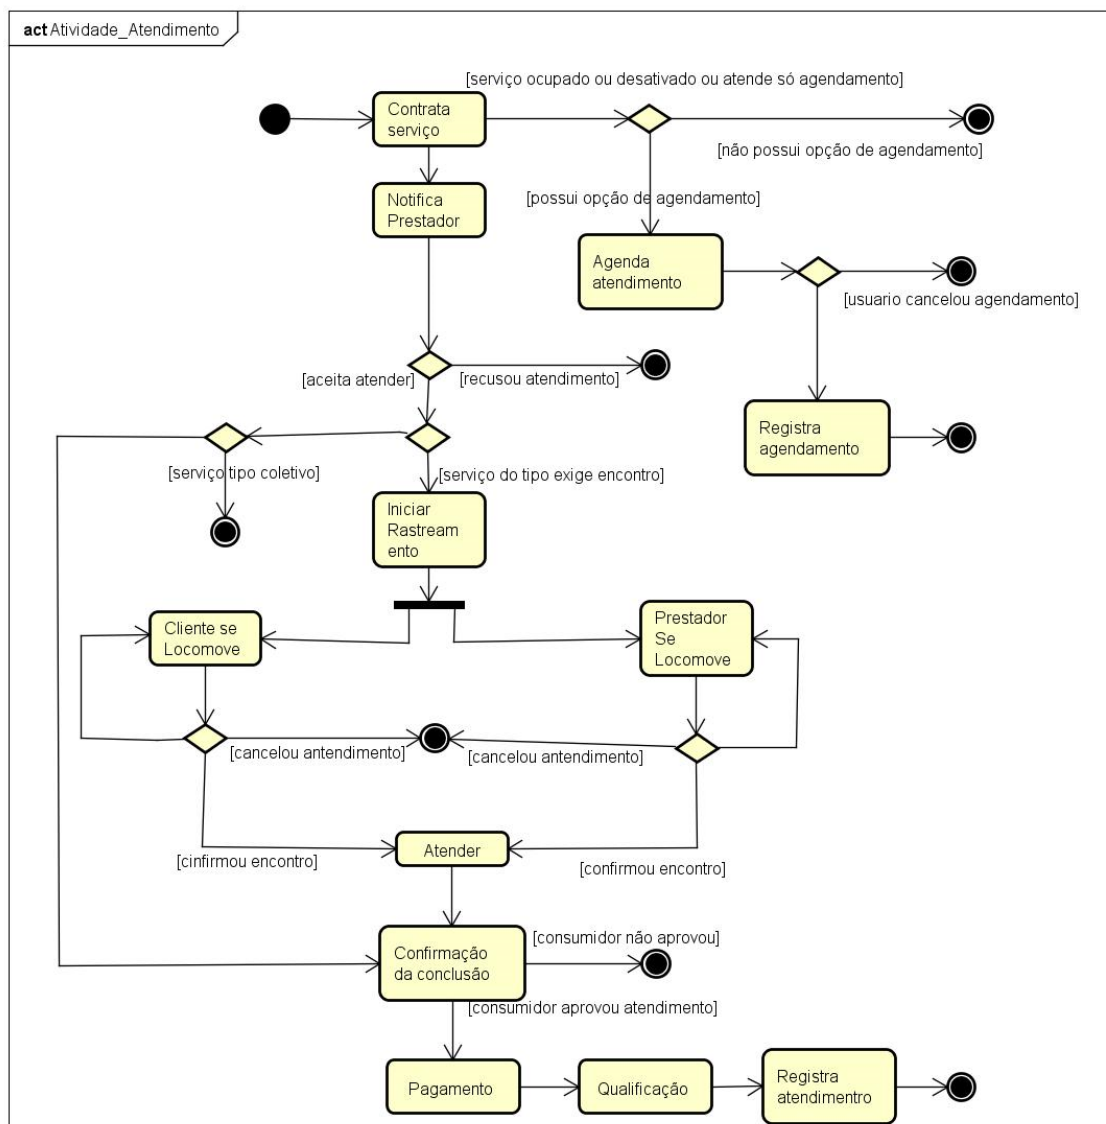 act Atividade_Atendimento
[serviço ocupado ou desativado ou atende só agendamento]
Contrata
serviço
[não possui opção de agendamento]
Notifica
Prestador
[possui opção de agendamento]
Agenda
atendimento
[usuario cancelou agendamento]
[aceita atender]
[recusou atendimento]
Registra
agendamento
[serviço tipo coletivo]
[serviço do tipo exige encontro]
Iniciar
Rastream
ento
Cliente se
Locomove
Prestador
Se
Locomove
[cancelou antendimento]
[cancelou antendimento]
Atender
[cinfirmou encontro]
[confirmou encontro]
[consumidor não aprovou]
Confirmação
da conclusão
[consumidor aprovou atendimento]
Pagamento
Qualificação
Registra
atendimentro